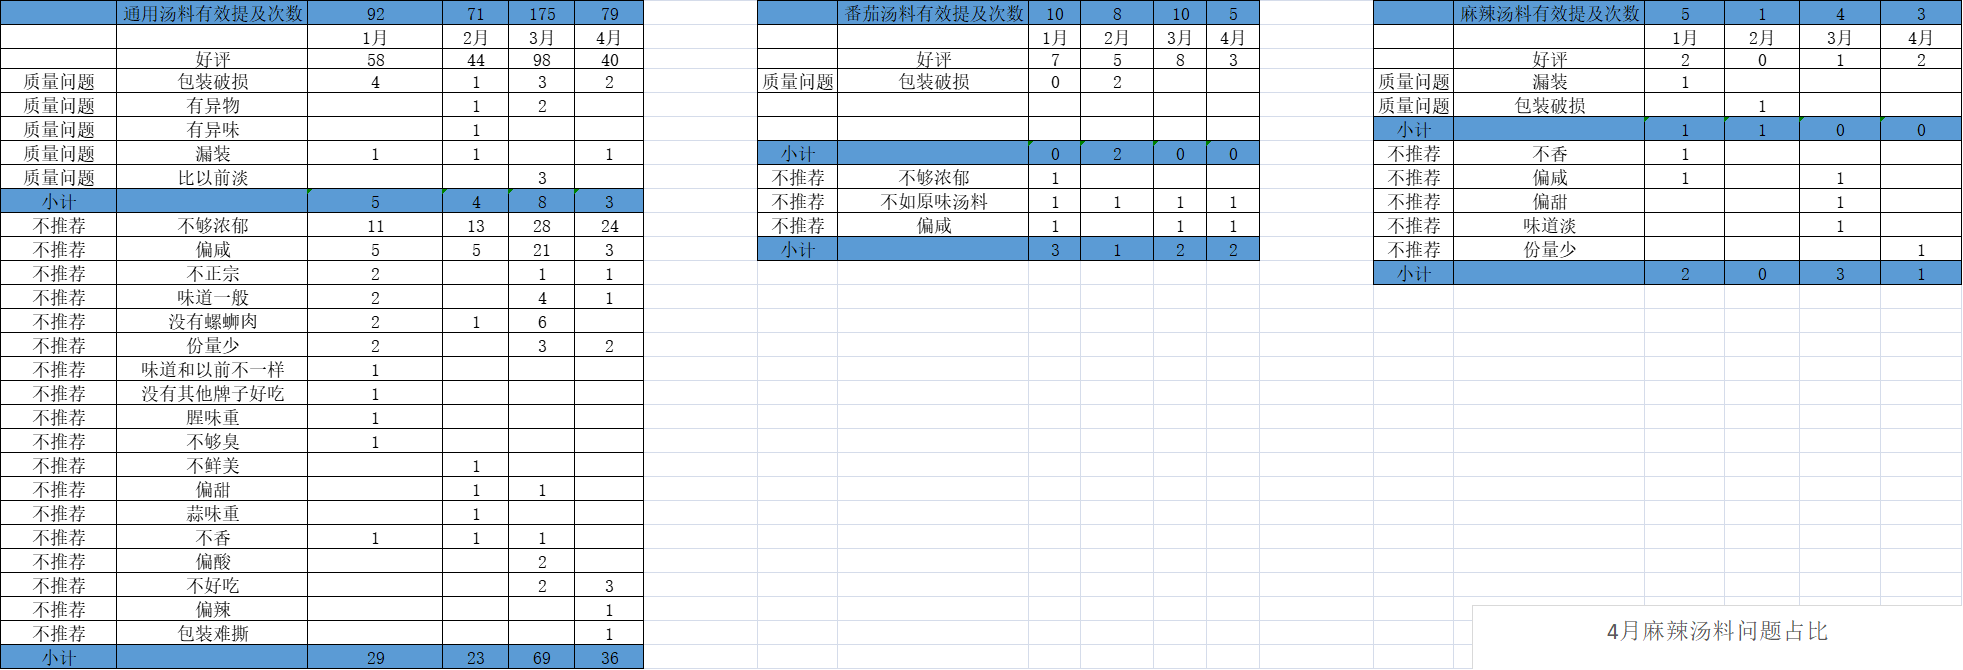 通用汤料有效提及次数 92 71 175 79
1月 2月 3月 4月
好评 58 44 98 40
质量问题 包装破损 4 1 3 2
质量问题 有异物 1 2
质量问题 有异味 1
质量问题 漏装 1 1 1
质量问题 比以前淡 3
小计 5 4 8 3
不推荐 不够浓郁 11 13 28 24
不推荐 偏咸 5 5 21 3
不推荐 不正宗 2 1 1
不推荐 味道一般 2 4 1
不推荐 没有螺蛳肉 2 1 6
不推荐 份量少 2 3 2
不推荐 味道和以前不一样 1
不推荐 没有其他牌子好吃 1
不推荐 腥味重 1
不推荐 不够臭 1
不推荐 不鲜美 1
不推荐 偏甜 1 1
不推荐 蒜味重 1
不推荐 不香 1 1 1
不推荐 偏酸 2
不推荐 不好吃 2 3
不推荐 偏辣 1
不推荐 包装难撕 1
小计 29 23 69 36
番茄汤料有效提及次数 10 8 10 5
1月 2月 3月 4月
好评 7 5 8 3
质量问题 包装破损 0 2
小计 0 2 0 0
不推荐 不够浓郁 1
不推荐 不如原味汤料 1 1 1 1
不推荐 偏咸 1 1 1
小计 3 1 2 2
麻辣汤料有效提及次数 5 1 4 3
1月 2月 3月 4月
好评 2 0 1 2
质量问题 漏装 1
质量问题 包装破损 1
小计 1 1 0 0
不推荐 不香 1
不推荐 偏咸 1 1
不推荐 偏甜 1
不推荐 味道淡 1
不推荐 份量少 1
小计 2 0 3 1
4月麻辣汤料问题占比